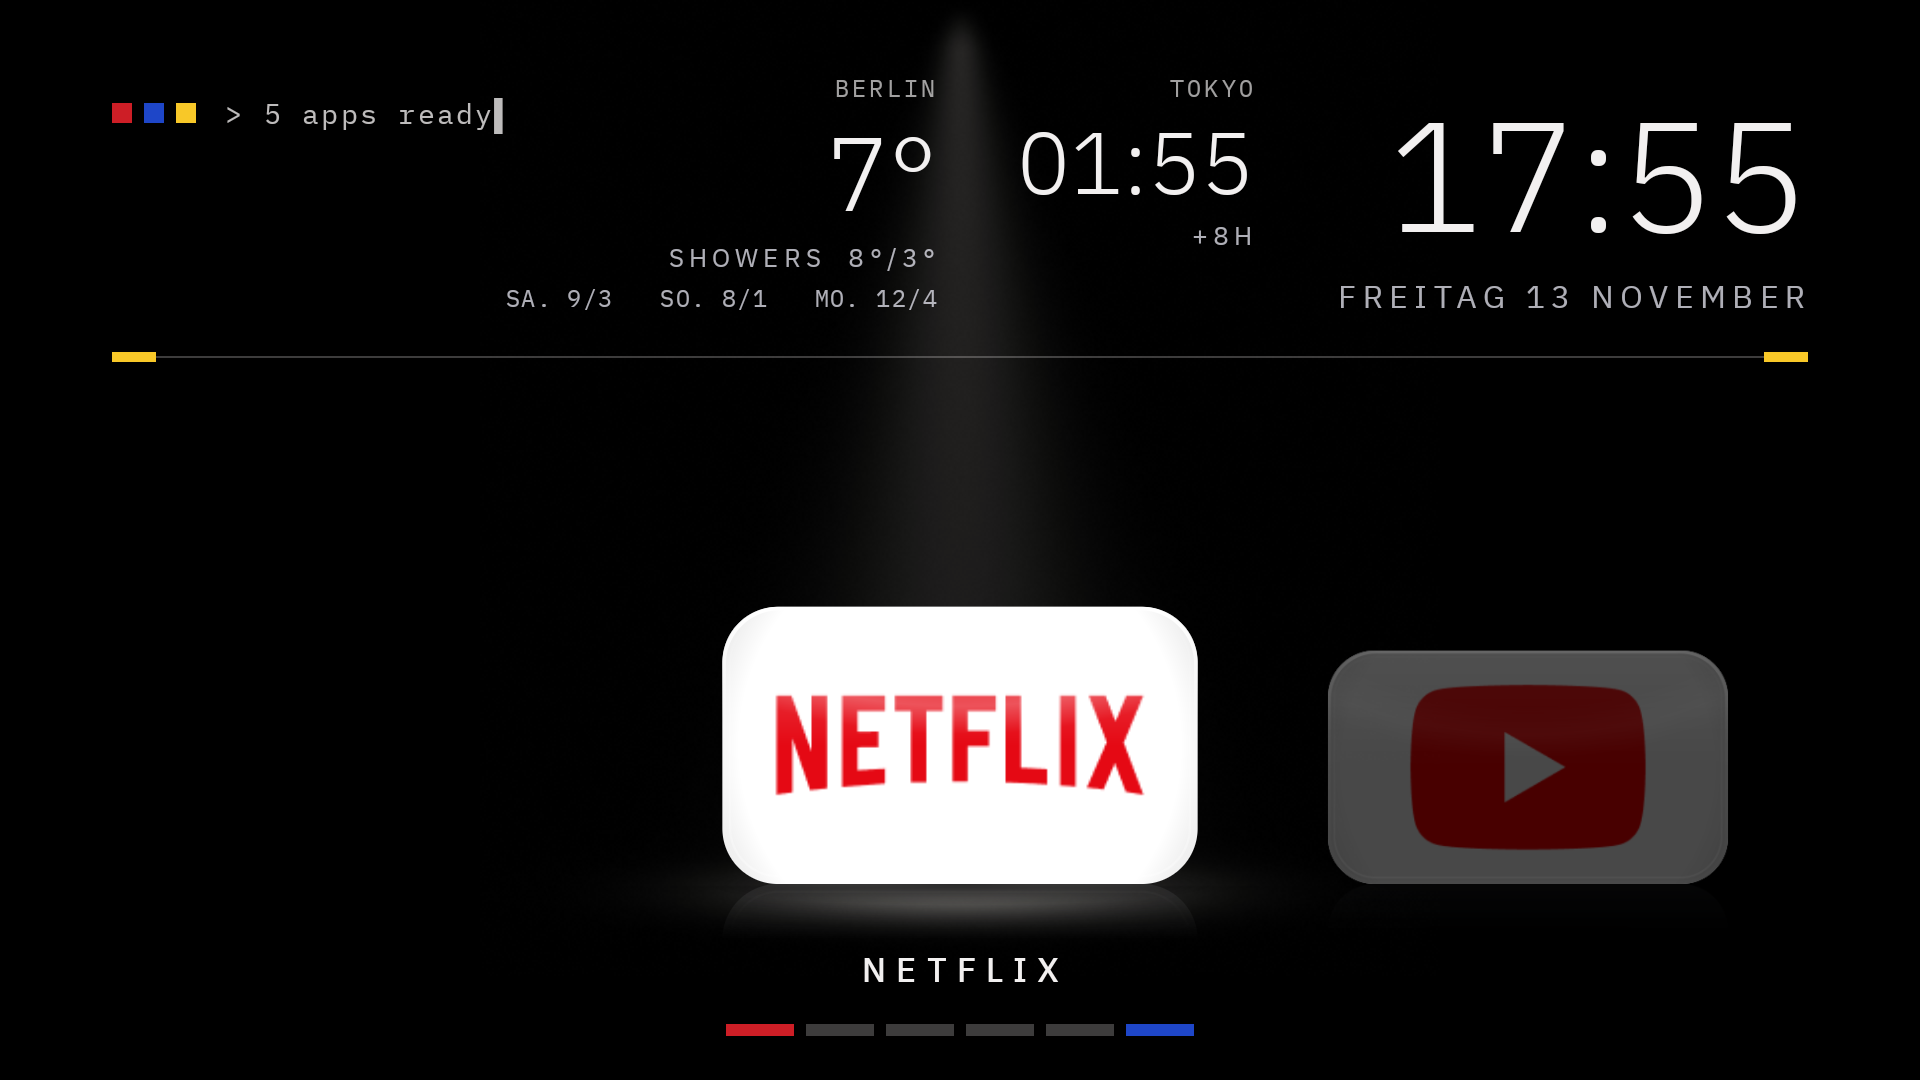 > 5 apps ready
BERLIN
7°
SHOWERS 8°/3°
SA. 9/3 SO. 8/1 MO. 12/4
TOKYO
01:55
+8H
17:55
FREITAG 13 NOVEMBER
NETFLIX
NETFLIX